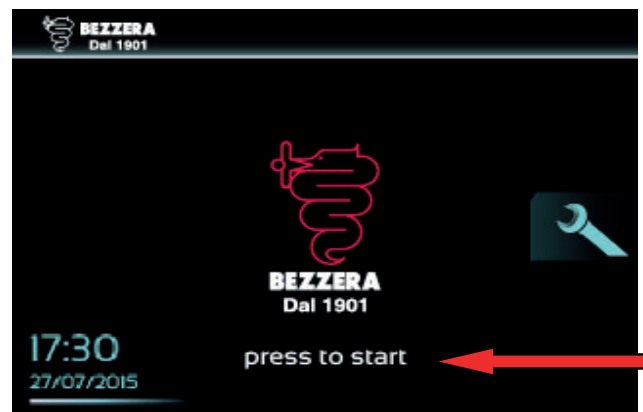 BEZZERA
Dal 1901
BEZZERA
Dal 1901
17:30
press to start
27/07/2015